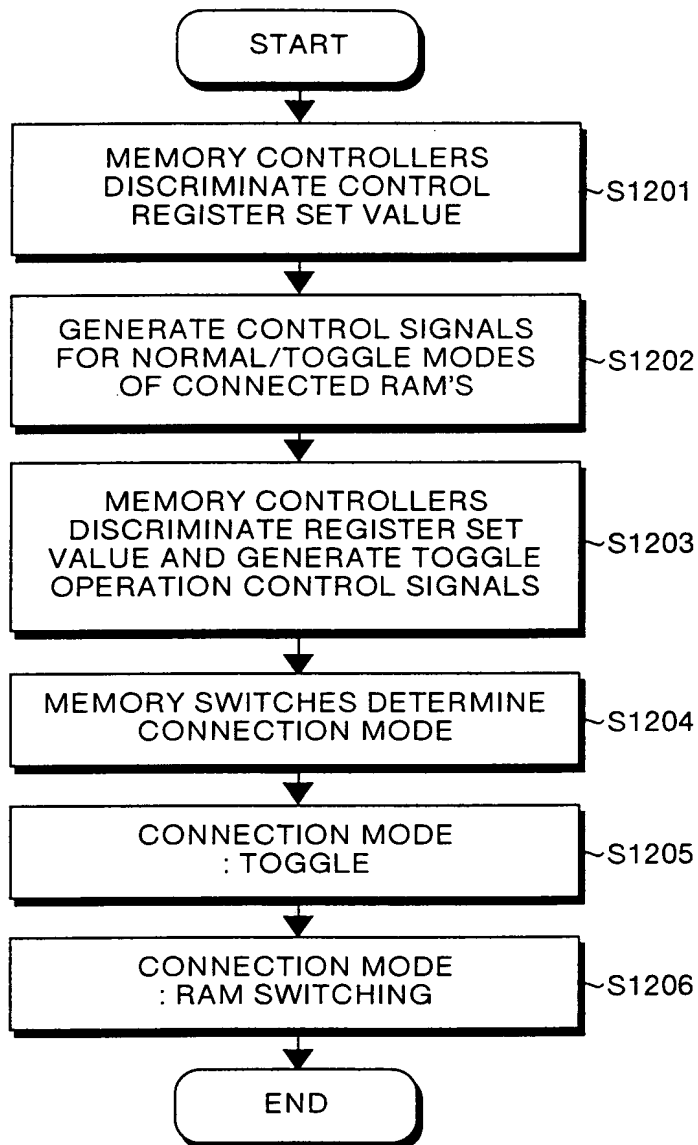 START
MEMORY CONTROLLERS
DISCRIMINATE CONTROL
REGISTER SET VALUE
~S1201
GENERATE CONTROL SIGNALS
FOR NORMAL/TOGGLE MODES
OF CONNECTED RAM'S
~S1202
MEMORY CONTROLLERS
DISCRIMINATE REGISTER SET
VALUE AND GENERATE TOGGLE
OPERATION CONTROL SIGNALS
~S1203
MEMORY SWITCHES DETERMINE
CONNECTION MODE
~S1204
CONNECTION MODE
: TOGGLE
~S1205
CONNECTION MODE
: RAM SWITCHING
~S1206
END